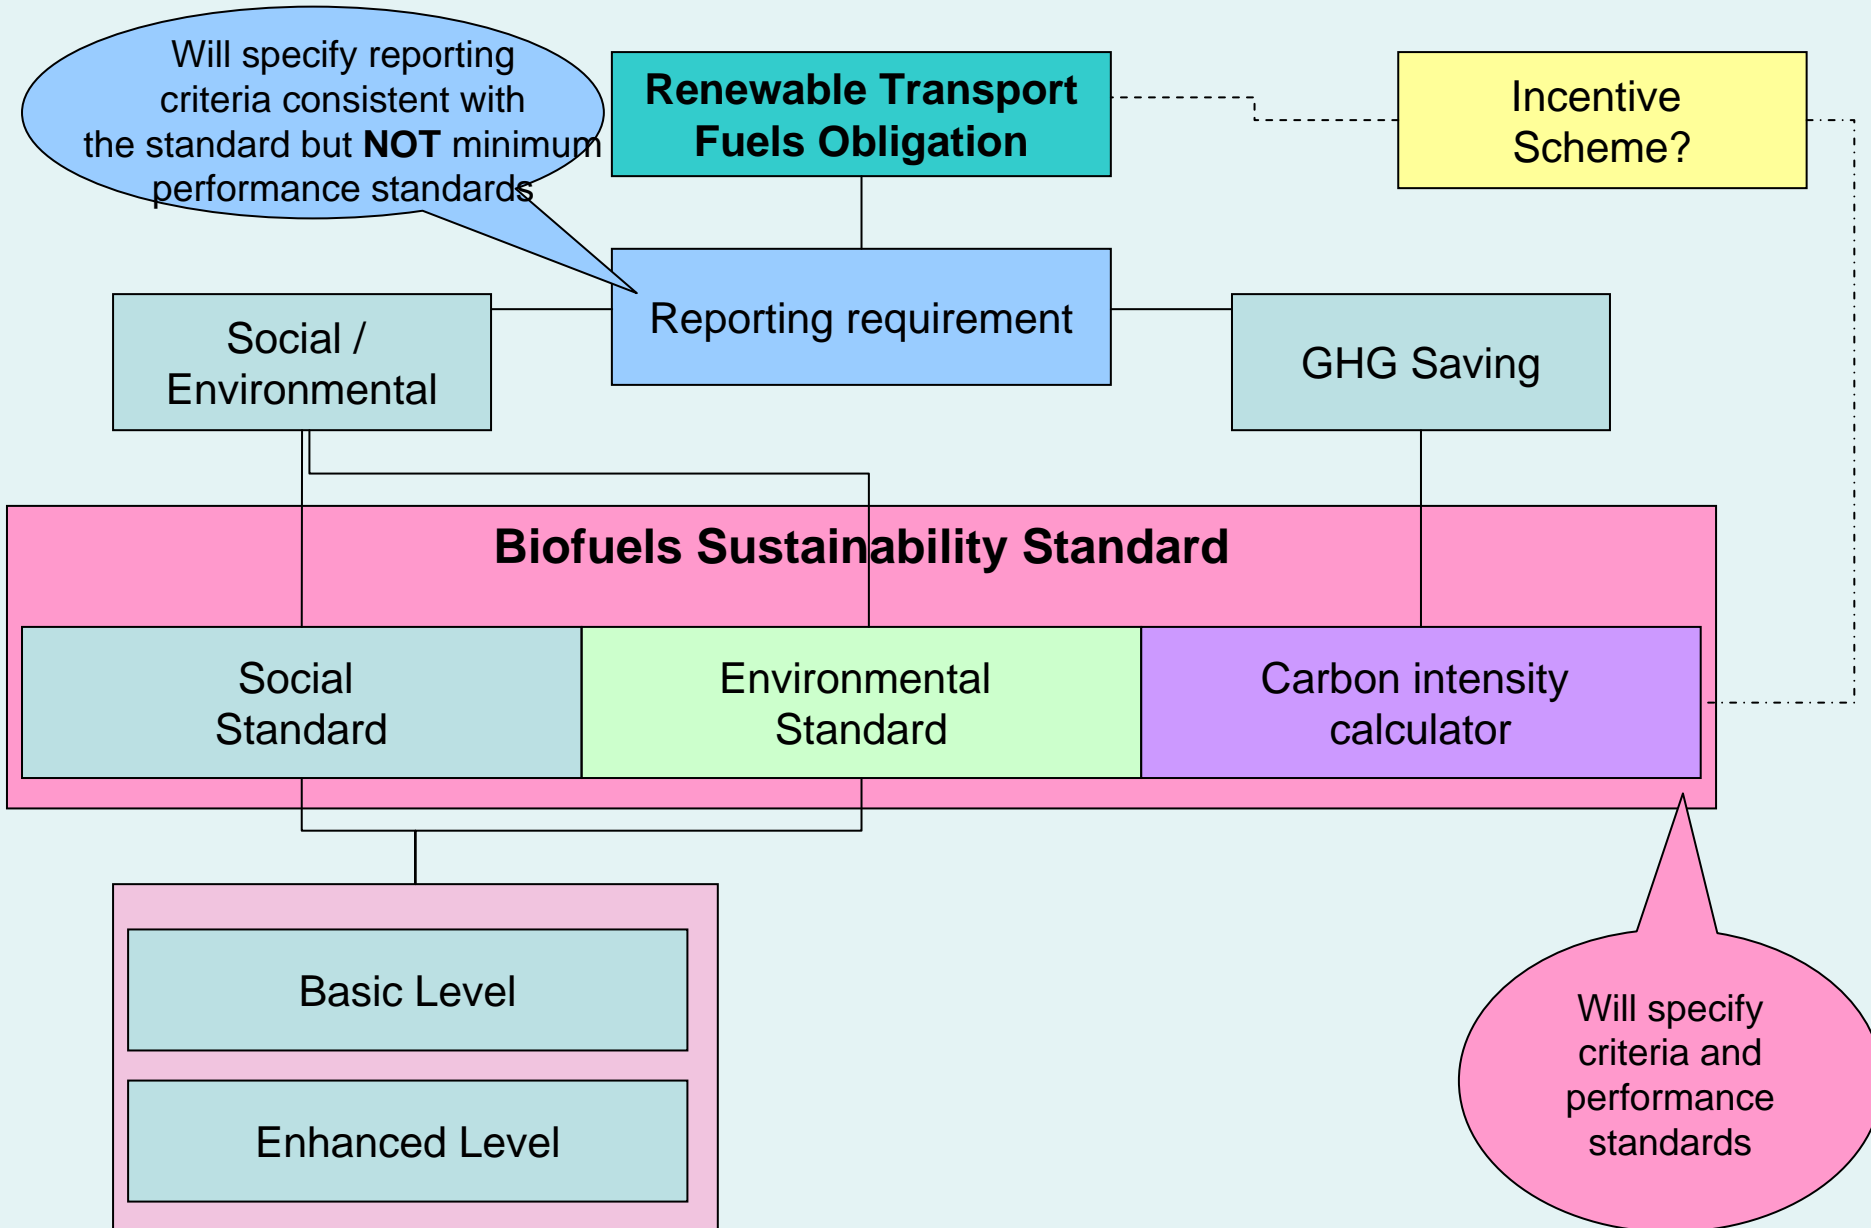 Will specify reporting
criteria consistent with
the standard but NOT minimum
performance standards
Renewable Transport
Fuels Obligation
Incentive
Scheme?
Reporting requirement
Social /
Environmental
GHG Saving
Biofuels Sustainability Standard
Social
Standard
Environmental
Standard
Carbon intensity
calculator
Basic Level
Enhanced Level
Will specify
criteria and
performance
standards